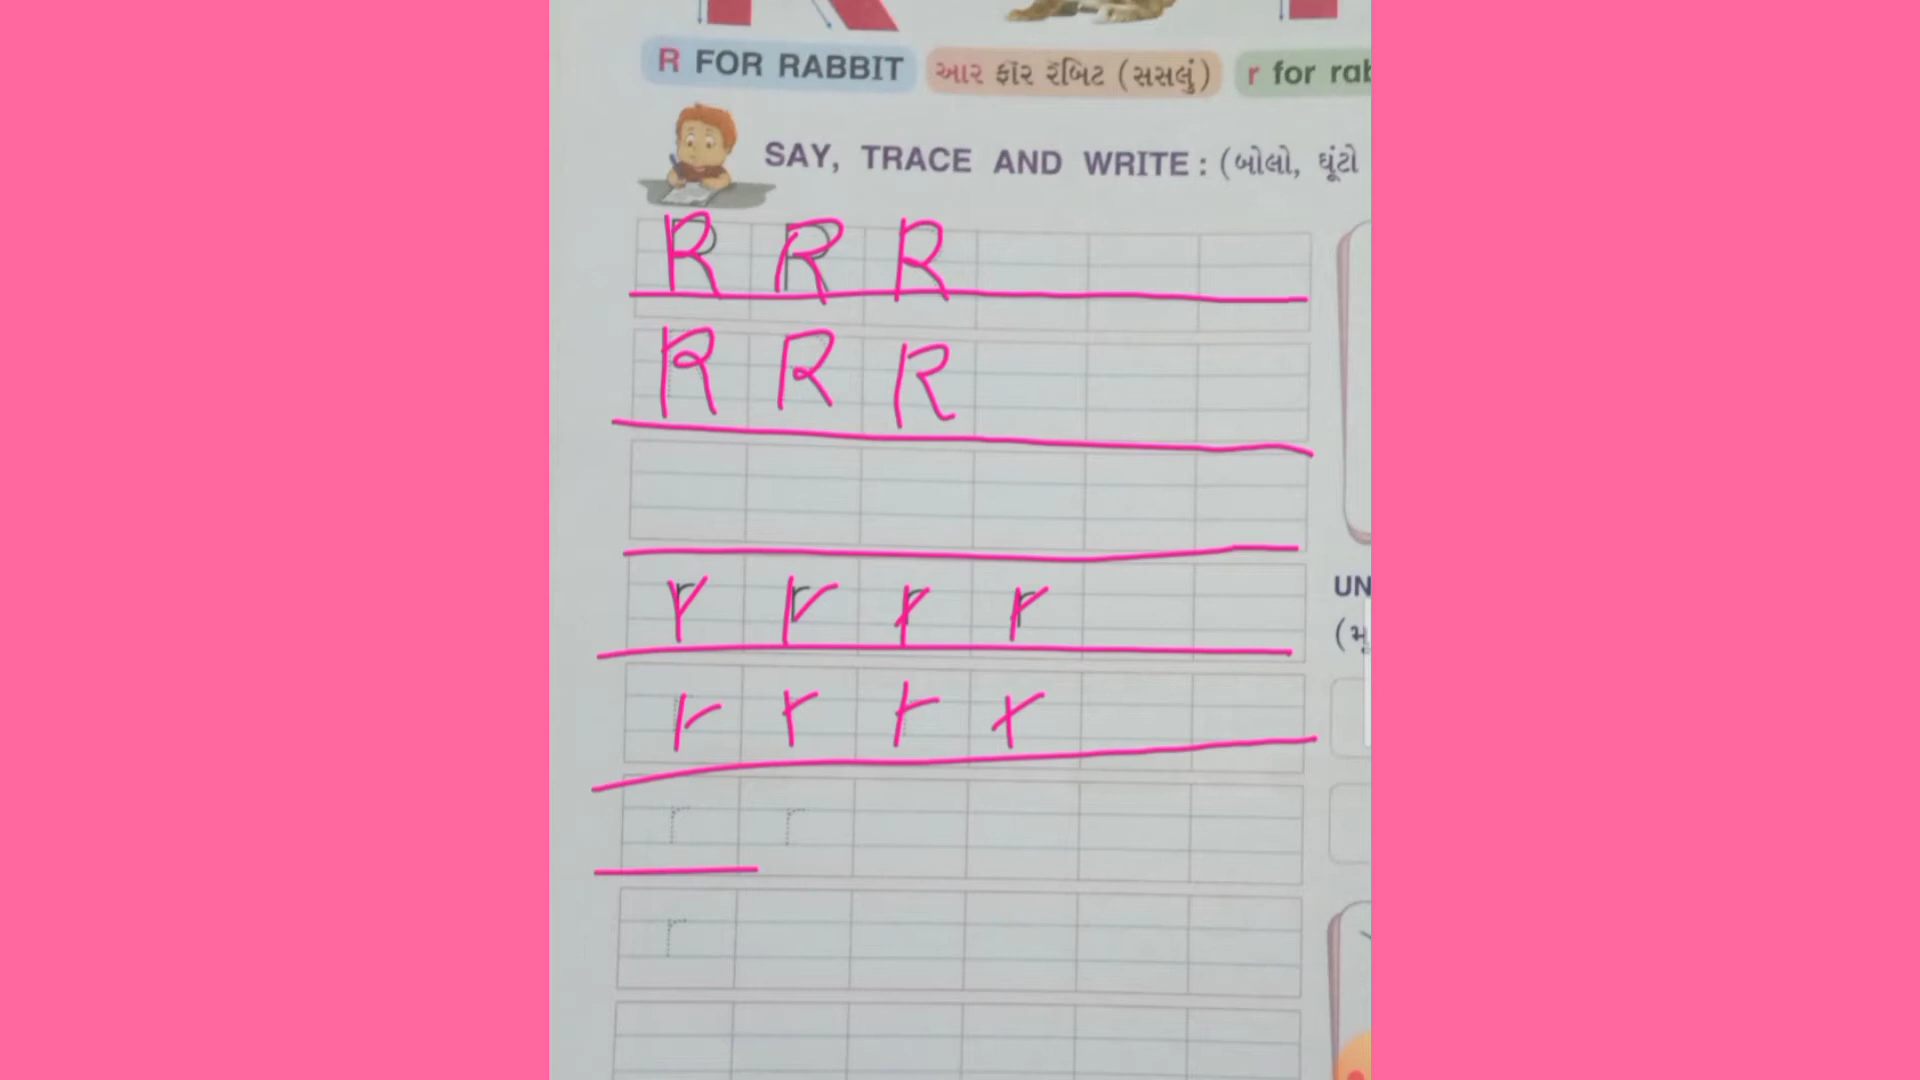 R FOR RABBIT આર ફૉર રૅબિટ (સસલું) r for rab
SAY, TRACE AND WRITE : (બોલો, ઘૂંટો
R R R
R R R
r r r r
r r r r
r r
r
UN
(મૂ